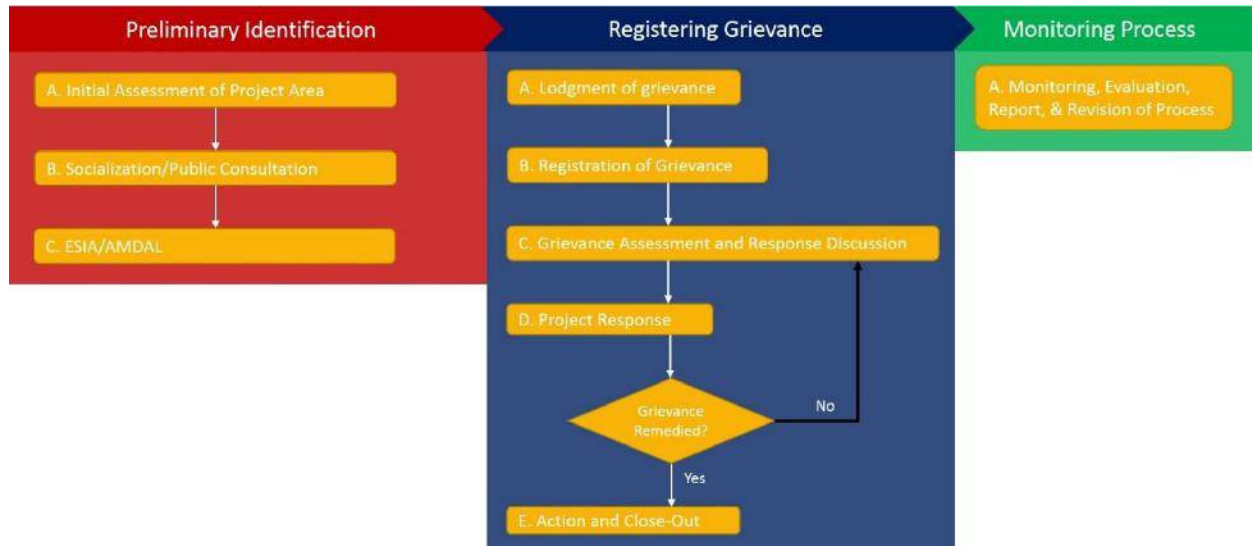 Preliminary Identification
A. Initial Assessment of Project Area
B. Socialization/Public Consultation
C. ESIA/AMDAL
Registering Grievance
A. Lodgment of grievance
B. Registration of Grievance
C. Grievance Assessment and Response Discussion
D. Project Response
Grievance
Remedied?
No
Yes
E. Action and Close-Out
Monitoring Process
A. Monitoring, Evaluation,
Report, & Revision of Process